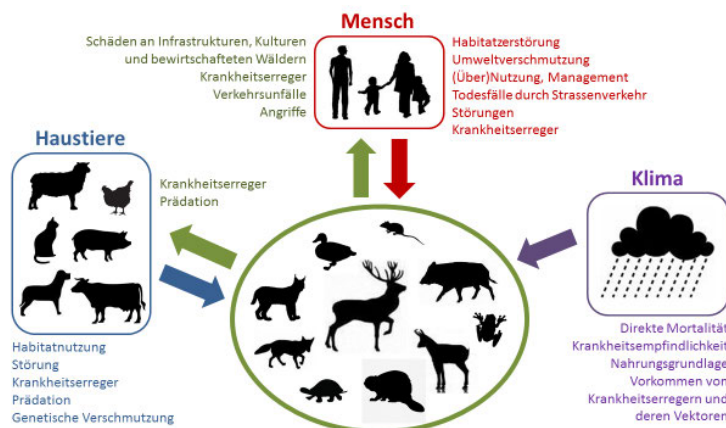 Mensch
Schäden an Infrastrukturen, Kulturen
und bewirtschafteten Wäldern
Krankheitserreger
Verkehrsunfälle
Angriffe
Habitatzerstörung
Umweltverschmutzung
(Über)Nutzung, Management
Todesfälle durch Strassenverkehr
Störungen
Krankheitserreger
Haustiere
Krankheitserreger
Prädation
Habitatnutzung
Störung
Krankheitserreger
Prädation
Genetische Verschmutzung
Klima
Direkte Mortalität
Krankheitsempfindlichkeit
Nahrungsgrundlage
Vorkommen von
Krankheitserregern und
deren Vektoren